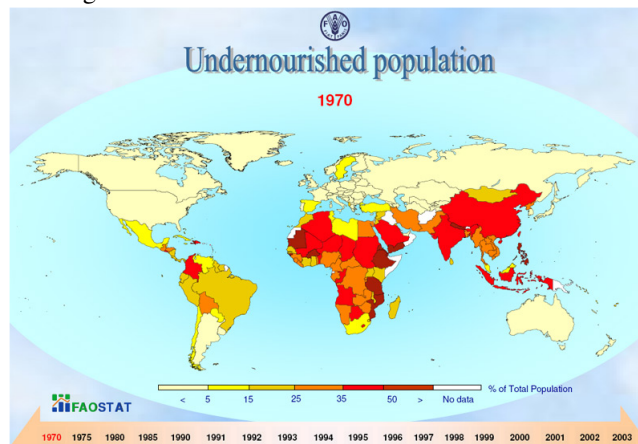 F A O
Undernourished population
1970
< 5 15 25 35 50 > No data
% of Total Population
FAOSTAT
1970 1975 1980 1985 1990 1991 1992 1993 1994 1995 1996 1997 1998 1999 2000 2001 2002 2003